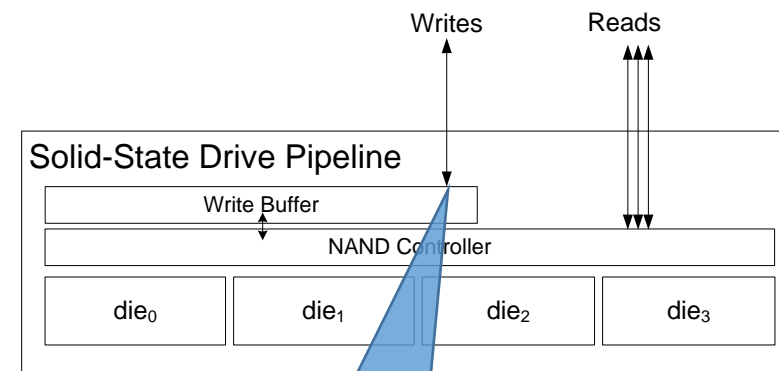 Writes Reads
Solid-State Drive Pipeline
Write Buffer
NAND Controller
die₀ die₁ die₂ die₃